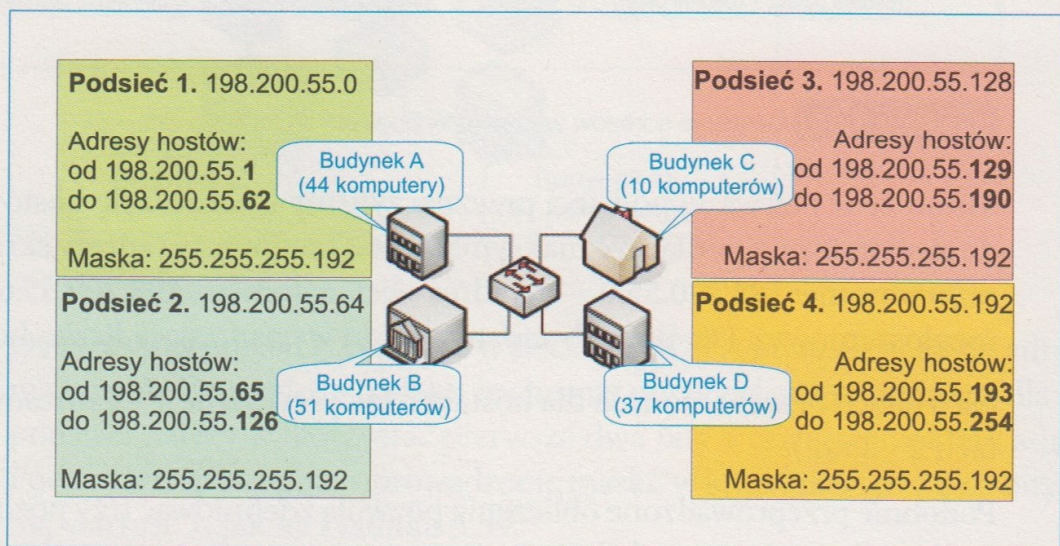 Podsieć 1. 198.200.55.0
Adresy hostów:
od 198.200.55.1
do 198.200.55.62
Maska: 255.255.255.192
Budynek A
(44 komputery)
Podsieć 2. 198.200.55.64
Adresy hostów:
od 198.200.55.65
do 198.200.55.126
Maska: 255.255.255.192
Budynek B
(51 komputerów)
Podsieć 3. 198.200.55.128
Adresy hostów:
od 198.200.55.129
do 198.200.55.190
Maska: 255.255.255.192
Budynek C
(10 komputerów)
Podsieć 4. 198.200.55.192
Adresy hostów:
od 198.200.55.193
do 198.200.55.254
Maska: 255.255.255.192
Budynek D
(37 komputerów)